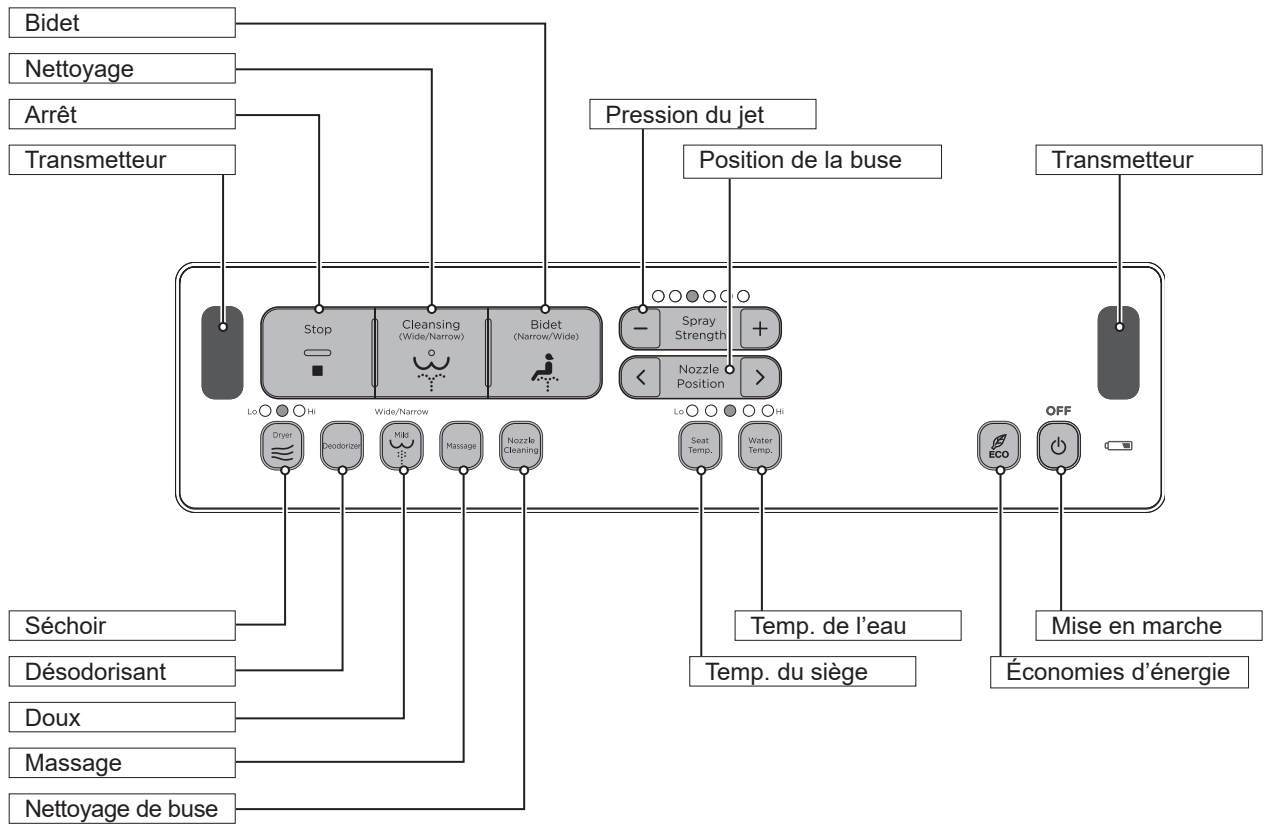 Bidet
Nettoyage
Arrêt
Transmetteur
Pression du jet
Position de la buse
Transmetteur
Stop
Cleansing
(Wide/Narrow)
Bidet
(Narrow/Wide)
− Spray +
Strength
< Nozzle >
Position
Lo Hi
Wide/Narrow
Lo Hi
OFF
Dryer
Deodorizer
Mild
Massage
Nozzle
Cleaning
Seat
Temp.
Water
Temp.
ECO
Séchoir
Désodorisant
Doux
Massage
Nettoyage de buse
Temp. de l’eau
Temp. du siège
Mise en marche
Économies d’énergie